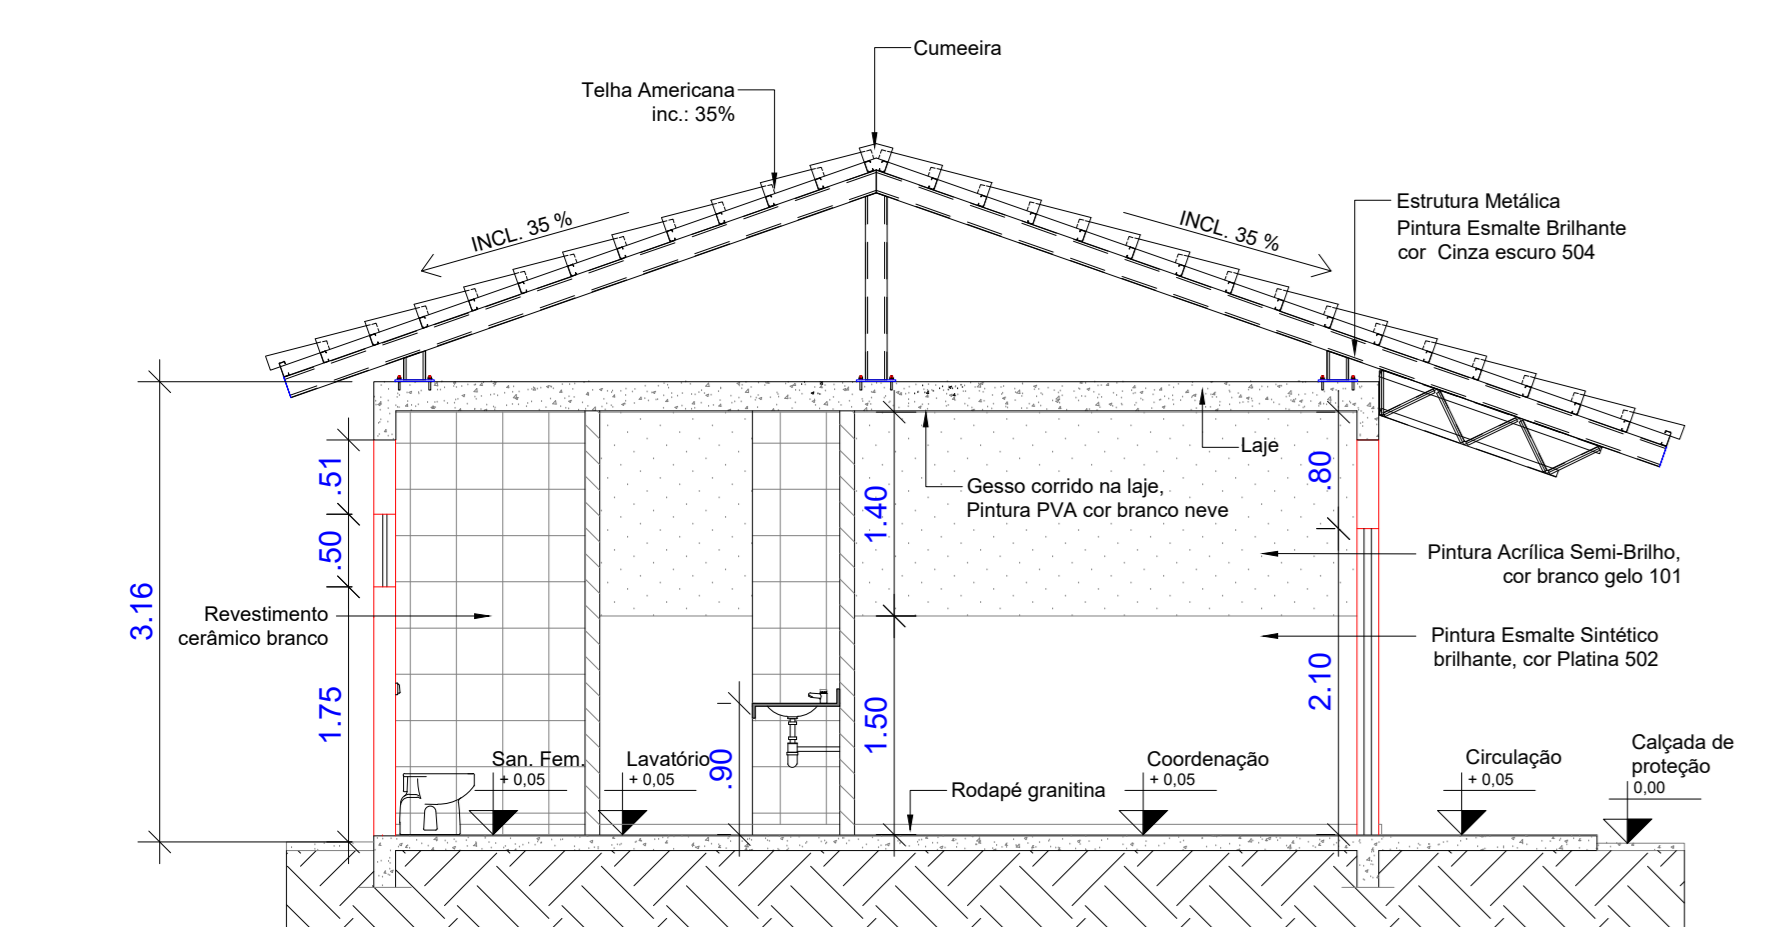 Cumeeira
Telha Americana
inc.: 35%
INCL. 35 %
INCL. 35 %
Estrutura Metálica
Pintura Esmalte Brilhante
cor Cinza escuro 504
Laje
Gesso corrido na laje,
Pintura PVA cor branco neve
.51
.50
1.75
3.16
1.40
1.50
.90
.80
2.10
Pintura Acrílica Semi-Brilho,
cor branco gelo 101
Revestimento
cerâmico branco
Pintura Esmalte Sintético
brilhante, cor Platina 502
San. Fem.
+ 0,05
Lavatório
+ 0,05
Rodapé granitina
Coordenação
+ 0,05
Circulação
+ 0,05
Calçada de
proteção
0,00